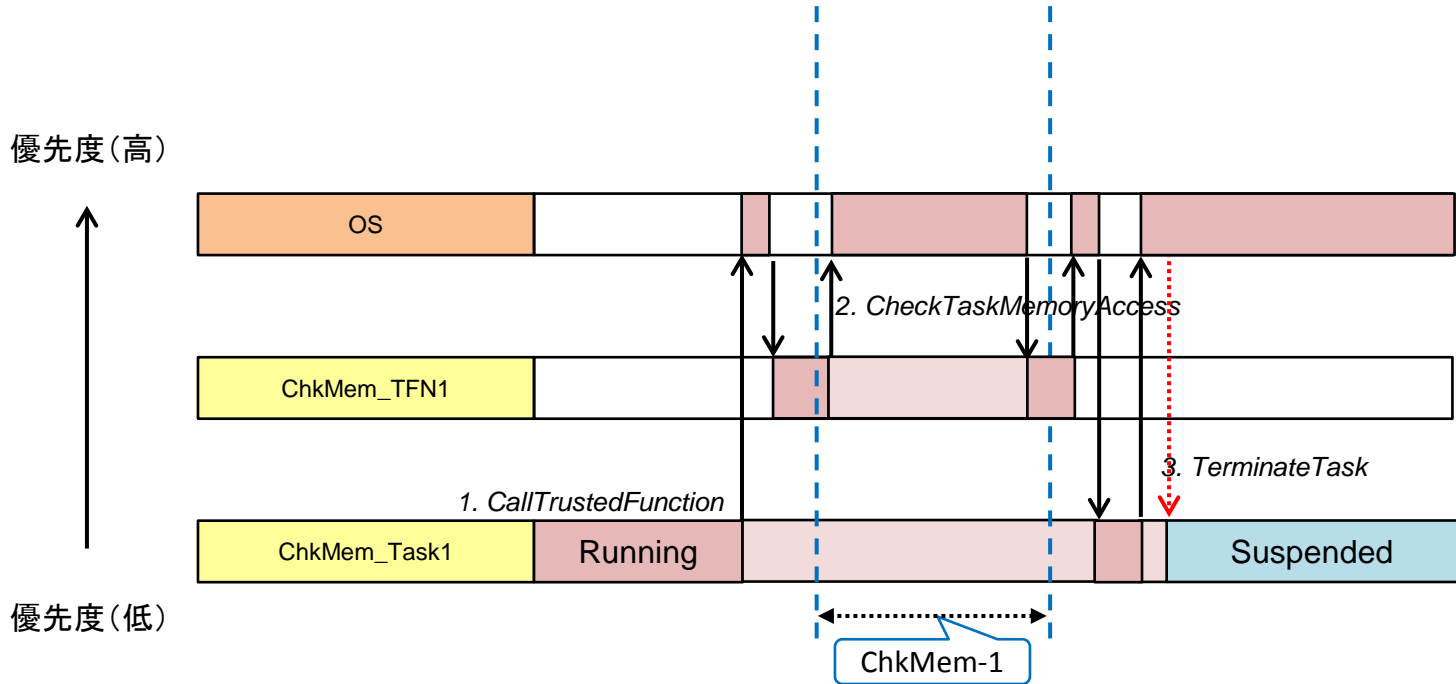 優先度(高)
OS
2. CheckTaskMemoryAccess
ChkMem_TFN1
3. TerminateTask
1. CallTrustedFunction
ChkMem_Task1
Running
Suspended
優先度(低)
ChkMem-1